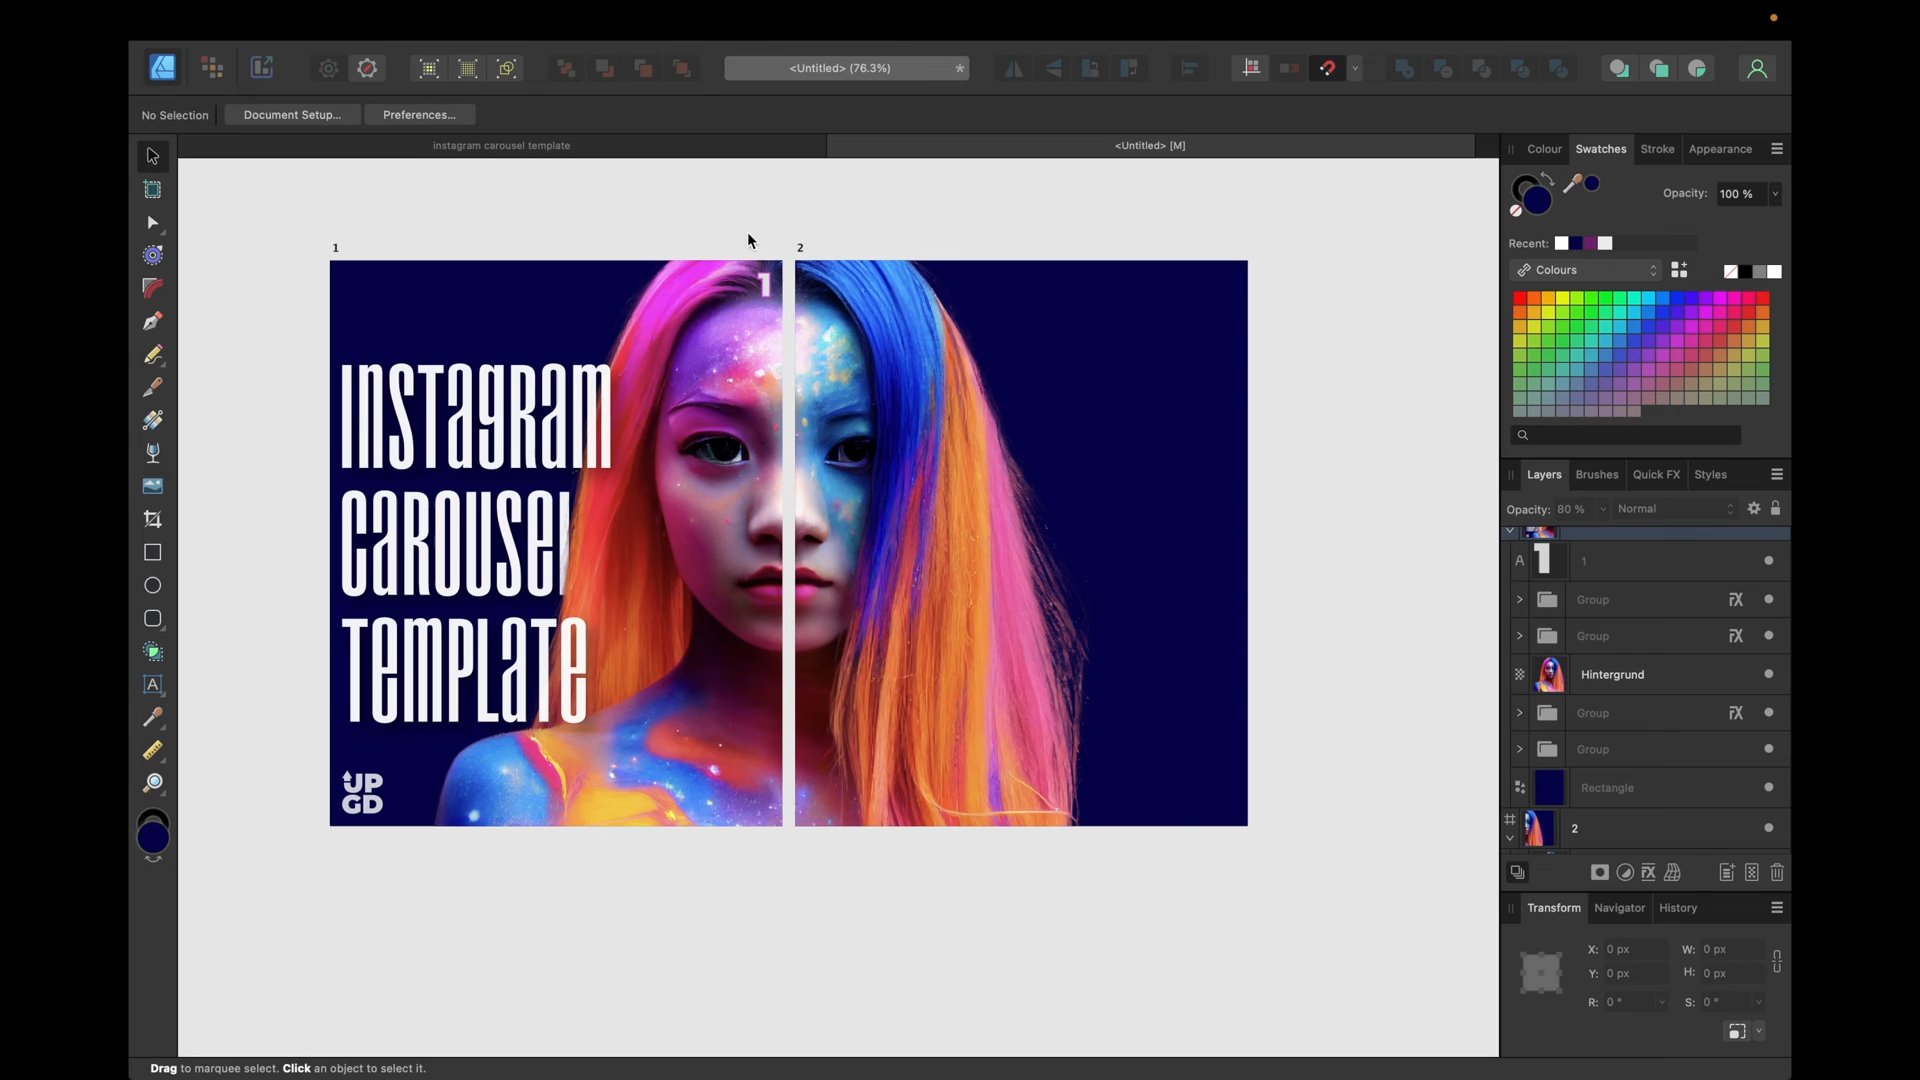 <Untitled> (76.3%)
*
No Selection
Document Setup...
Preferences...
instagram carousel template
<Untitled> [M]
Colour
Swatches
Stroke
Appearance
Opacity:
100 %
Recent:
Colours
1
2
1
INSTAGRAM
CAROUSEL
TEMPLATE
UP
GD
Layers
Brushes
Quick FX
Styles
Opacity: 80 %
Normal
A
1
1
Group
Group
Hintergrund
Group
Group
Rectangle
2
Transform
Navigator
History
X: 0 px
W: 0 px
Y: 0 px
H: 0 px
R: 0 °
S: 0 °
Drag to marquee select. Click an object to select it.